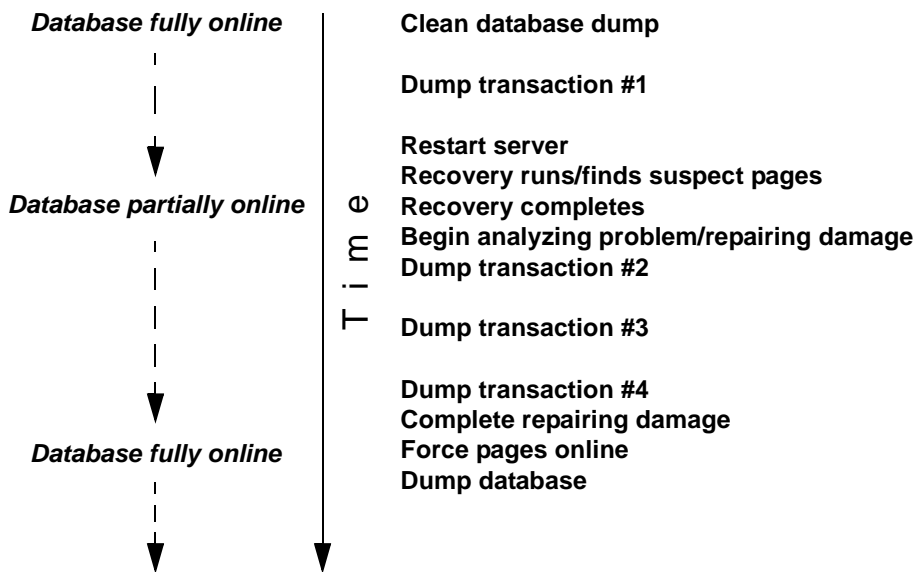 Database fully online
Clean database dump
Dump transaction #1
Restart server
Recovery runs/finds suspect pages
Database partially online
Recovery completes
Begin analyzing problem/repairing damage
Dump transaction #2
Time
Dump transaction #3
Dump transaction #4
Complete repairing damage
Database fully online
Force pages online
Dump database